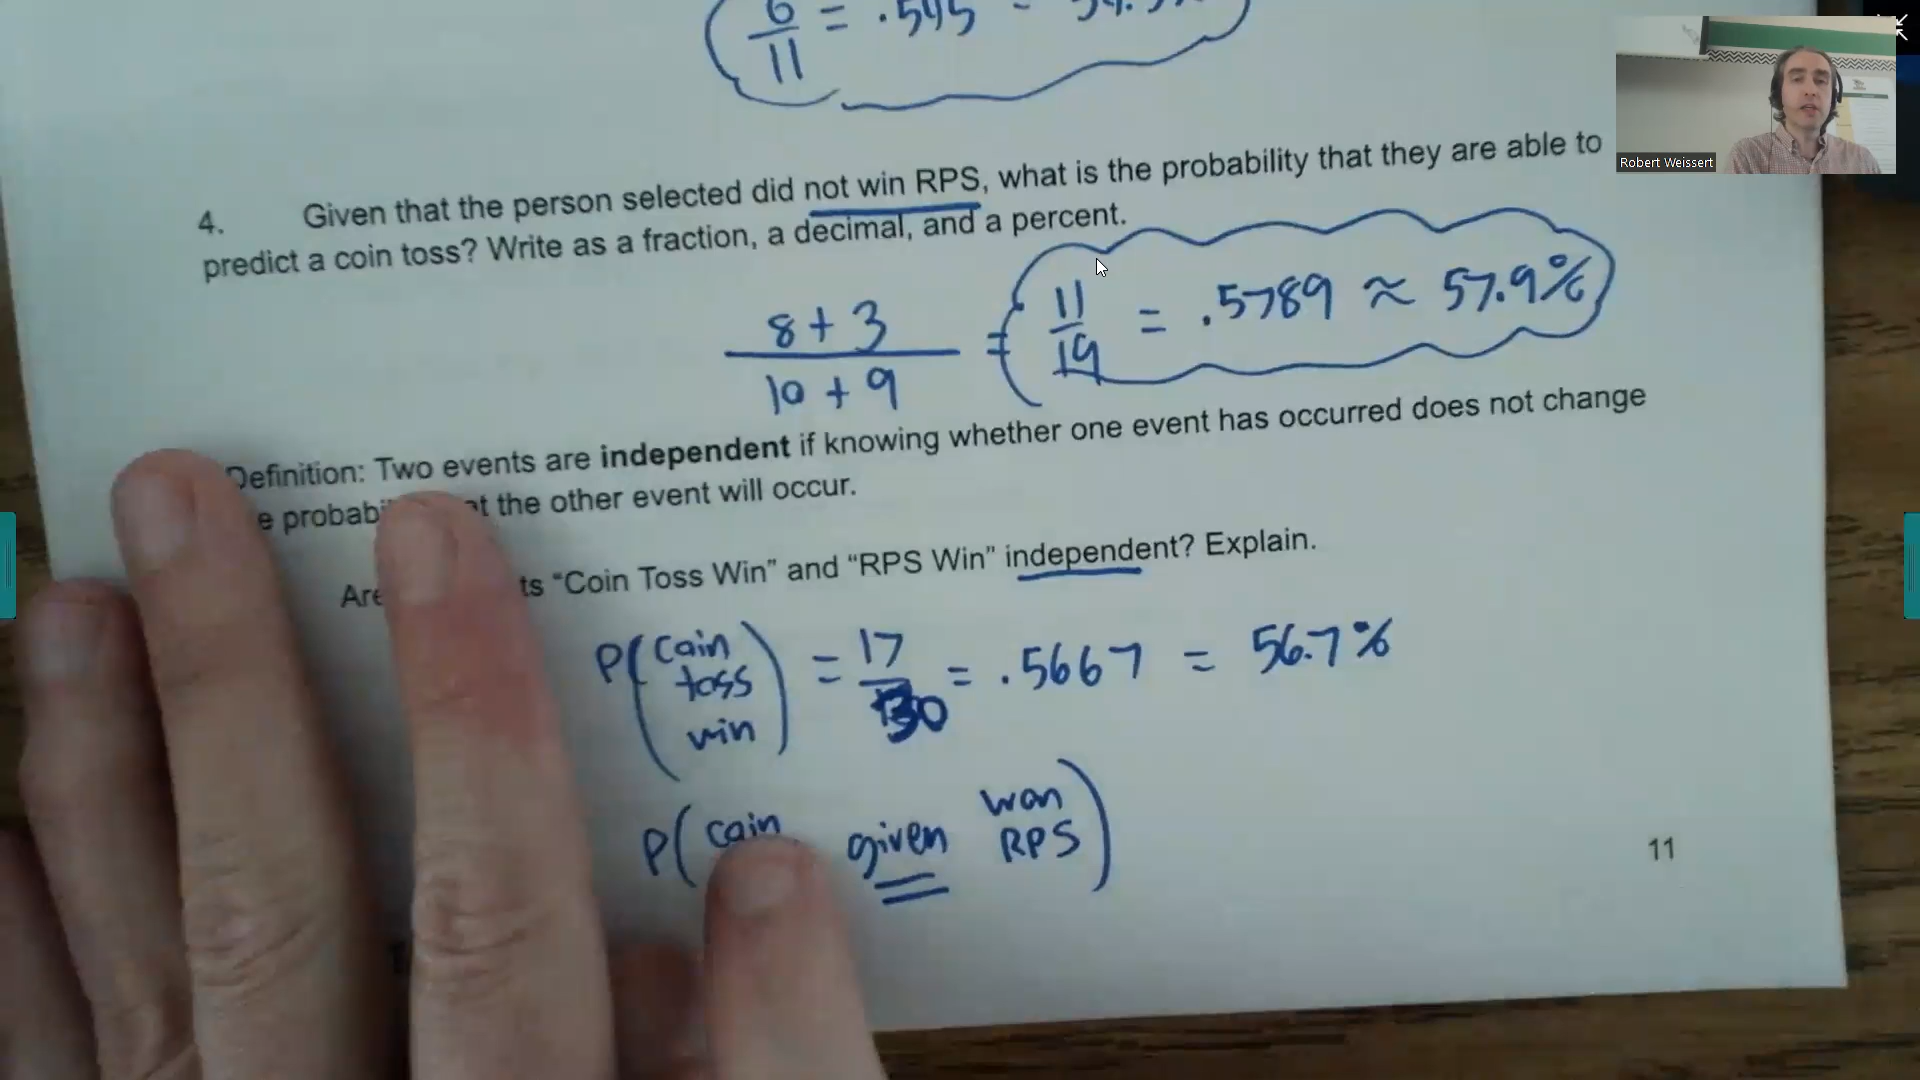 6/11 = .545
Robert Weissert
4. Given that the person selected did not win RPS, what is the probability that they are able to
predict a coin toss? Write as a fraction, a decimal, and a percent.
8 + 3 / 10 + 9 = 11/19 = .5789 ≈ 57.9%
Definition: Two events are independent if knowing whether one event has occurred does not change
the other event will occur.
Are "Coin Toss Win" and "RPS Win" independent? Explain.
P(coin toss win) = 17/30 = .5667 = 56.7%
P(coin given won RPS)
11